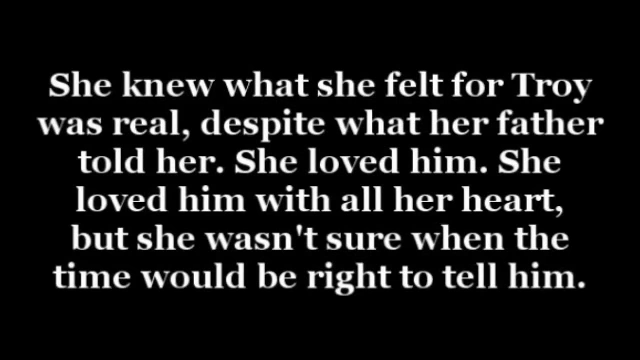 She knew what she felt for Troy
was real, despite what her father
told her. She loved him. She
loved him with all her heart,
but she wasn't sure when the
time would be right to tell him.